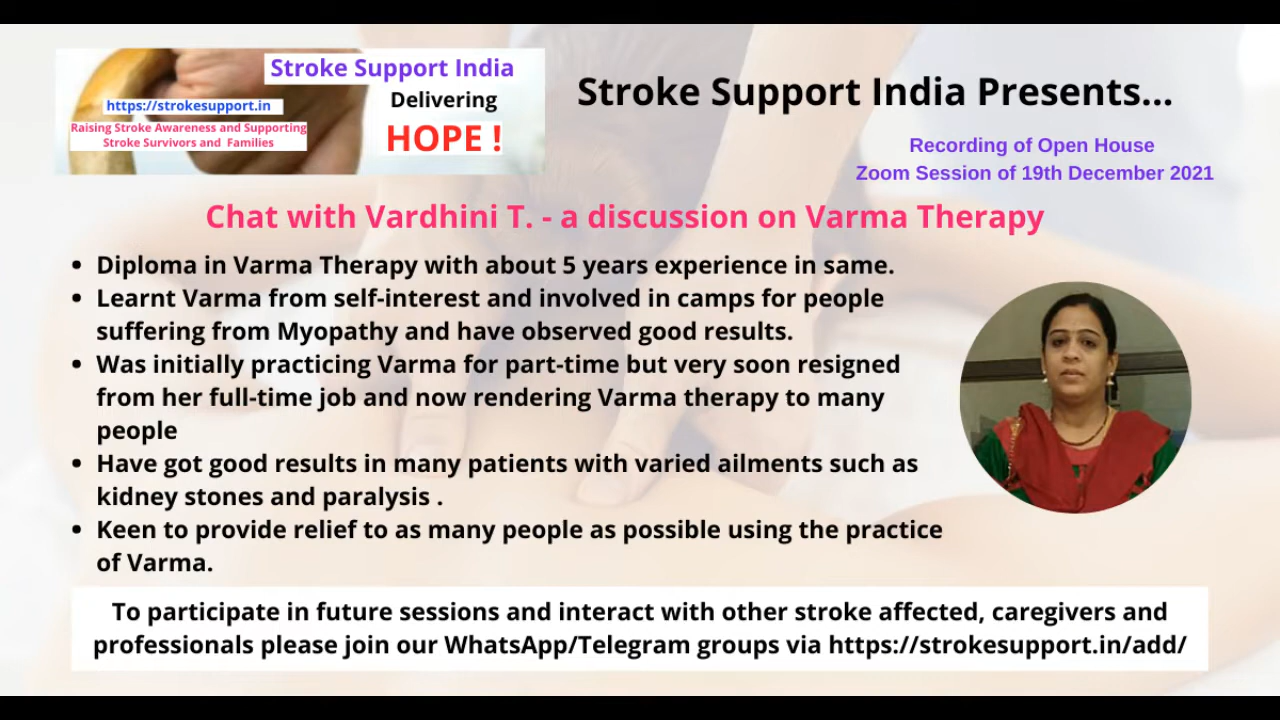 Stroke Support India
Delivering
HOPE !
https://strokesupport.in
Raising Stroke Awareness and Supporting
Stroke Survivors and Families
Stroke Support India Presents...
Recording of Open House
Zoom Session of 19th December 2021
Chat with Vardhini T. - a discussion on Varma Therapy
• Diploma in Varma Therapy with about 5 years experience in same.
• Learnt Varma from self-interest and involved in camps for people
suffering from Myopathy and have observed good results.
• Was initially practicing Varma for part-time but very soon resigned
from her full-time job and now rendering Varma therapy to many
people
• Have got good results in many patients with varied ailments such as
kidney stones and paralysis .
• Keen to provide relief to as many people as possible using the practice
of Varma.
To participate in future sessions and interact with other stroke affected, caregivers and
professionals please join our WhatsApp/Telegram groups via https://strokesupport.in/add/